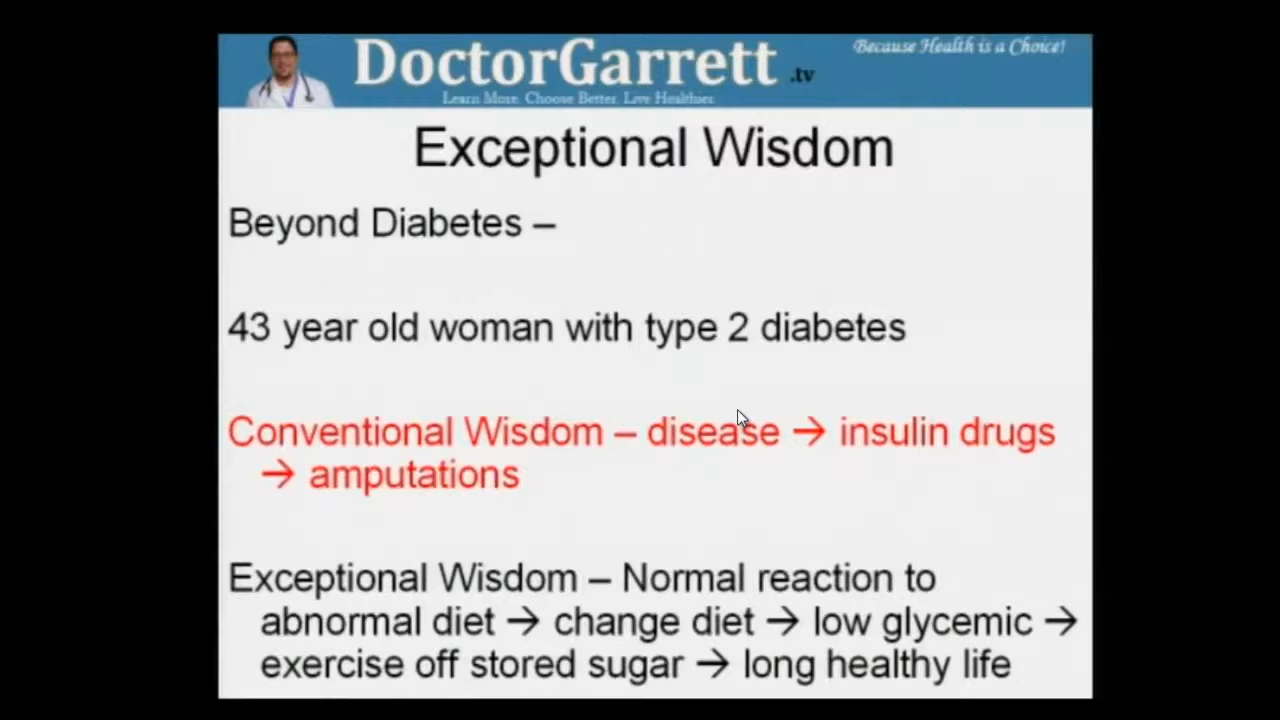 DoctorGarrett.tv
Because Health is a Choice!
Learn More. Choose Better. Live Healthier.
Exceptional Wisdom
Beyond Diabetes –
43 year old woman with type 2 diabetes
Conventional Wisdom – disease → insulin drugs
→ amputations
Exceptional Wisdom – Normal reaction to
abnormal diet → change diet → low glycemic →
exercise off stored sugar → long healthy life